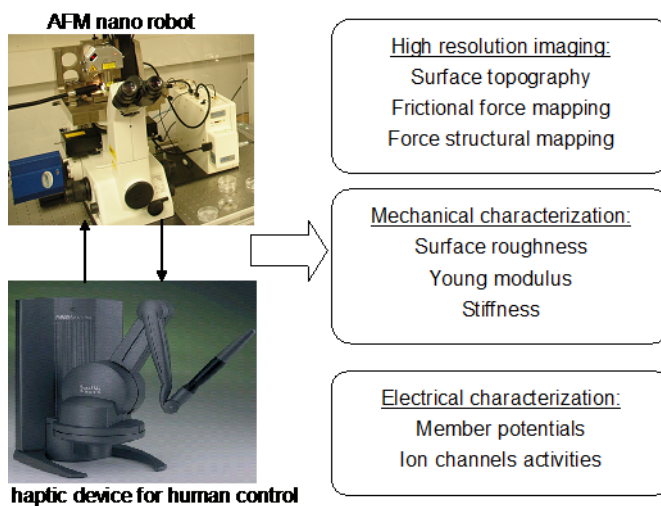 AFM nano robot
haptic device for human control
High resolution imaging:
Surface topography
Frictional force mapping
Force structural mapping
Mechanical characterization:
Surface roughness
Young modulus
Stiffness
Electrical characterization:
Member potentials
Ion channels activities